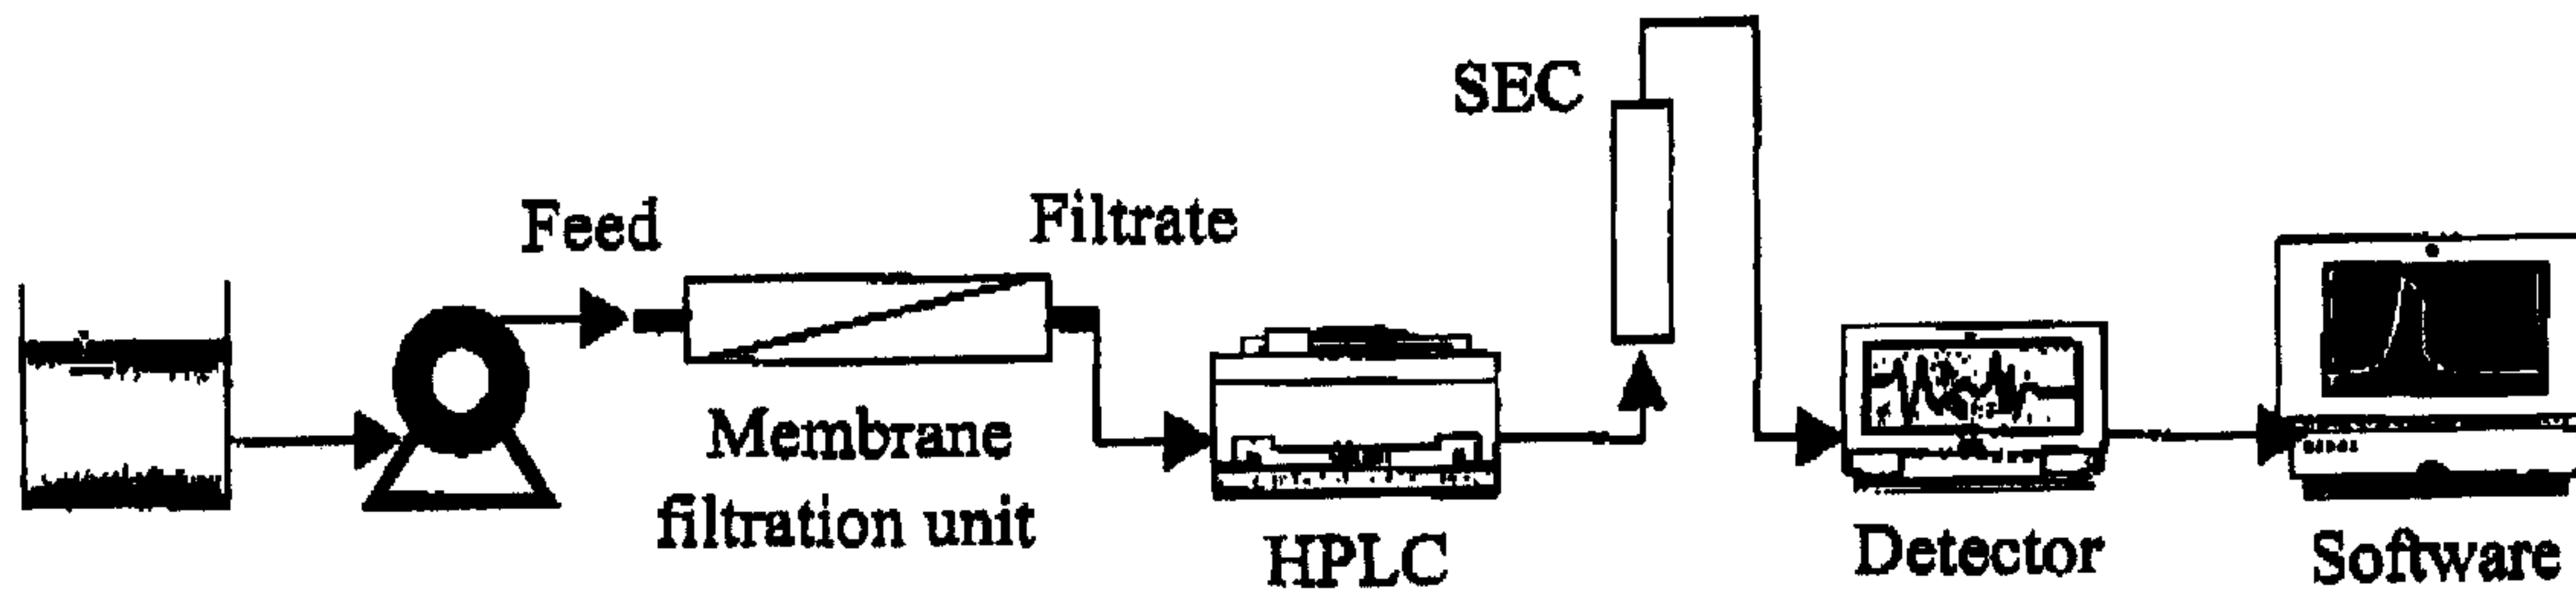 SEC
Feed
Filtrate
Membrane
filtration unit
HPLC
Detector
Software